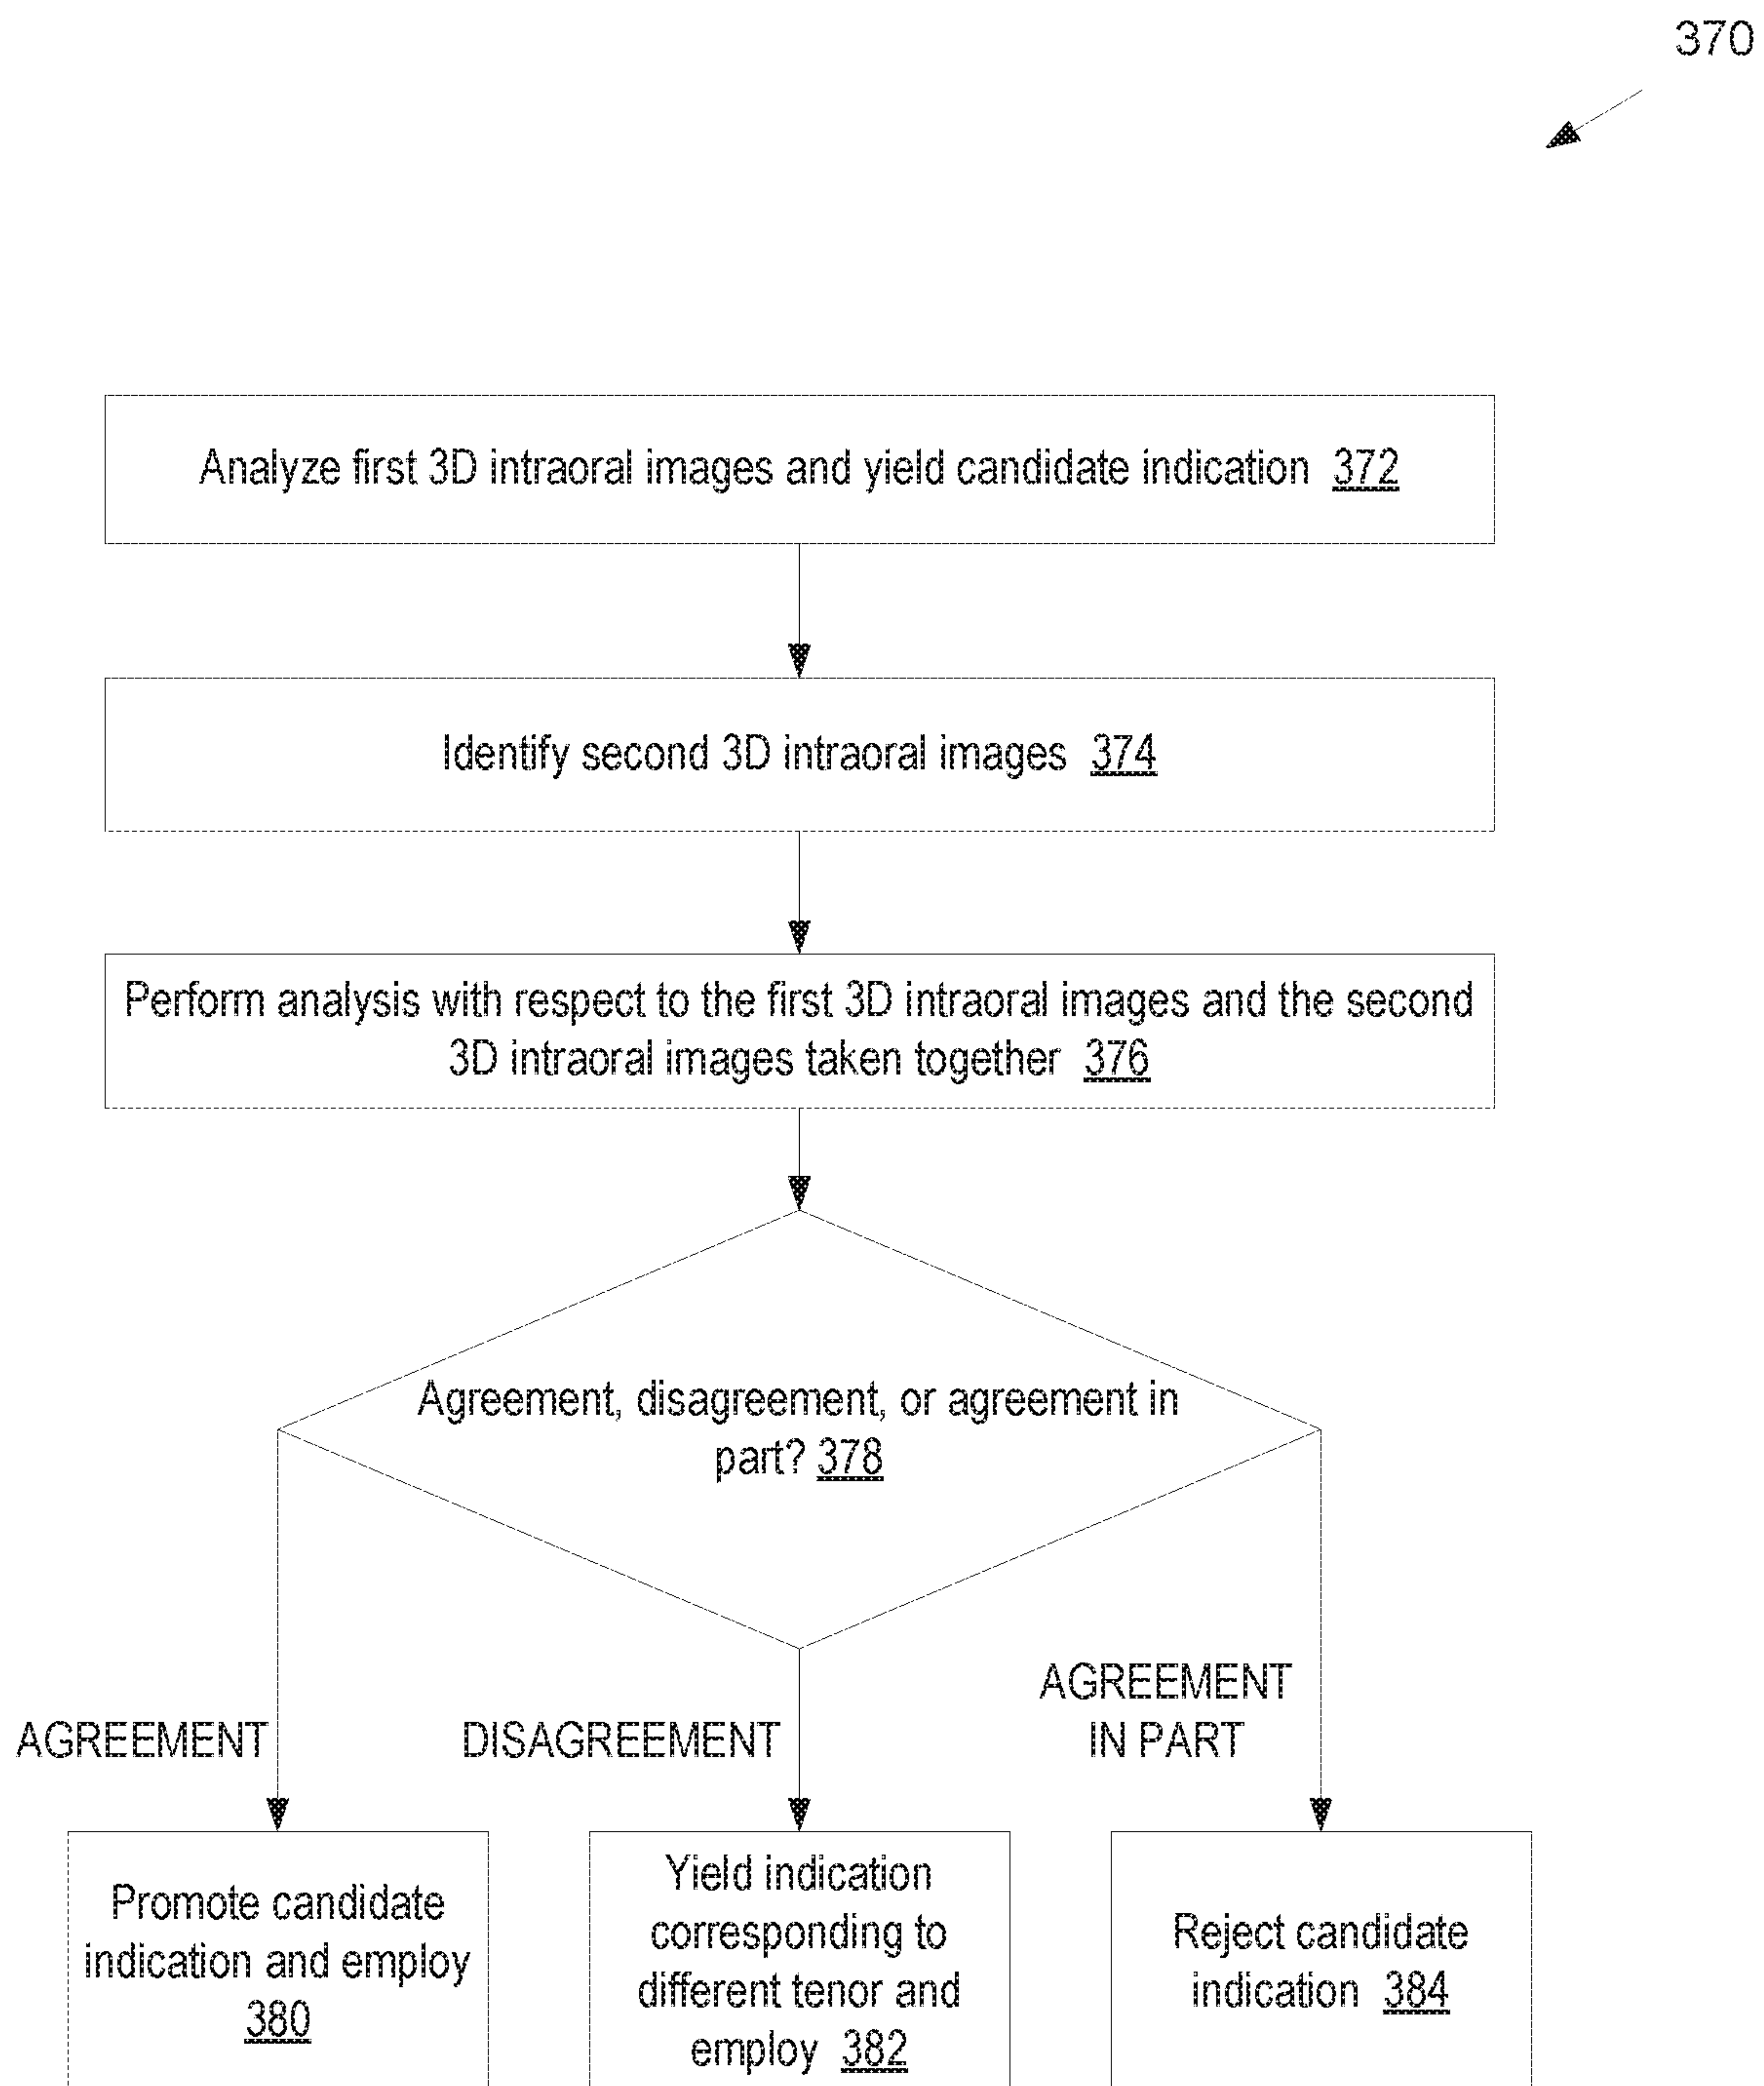 370
Analyze first 3D intraoral images and yield candidate indication 372
Identify second 3D intraoral images 374
Perform analysis with respect to the first 3D intraoral images and the second
3D intraoral images taken together 376
Agreement, disagreement, or agreement in
part? 378
AGREEMENT
DISAGREEMENT
AGREEMENT
IN PART
Promote candidate
indication and employ
380
Yield indication
corresponding to
different tenor and
employ 382
Reject candidate
indication 384